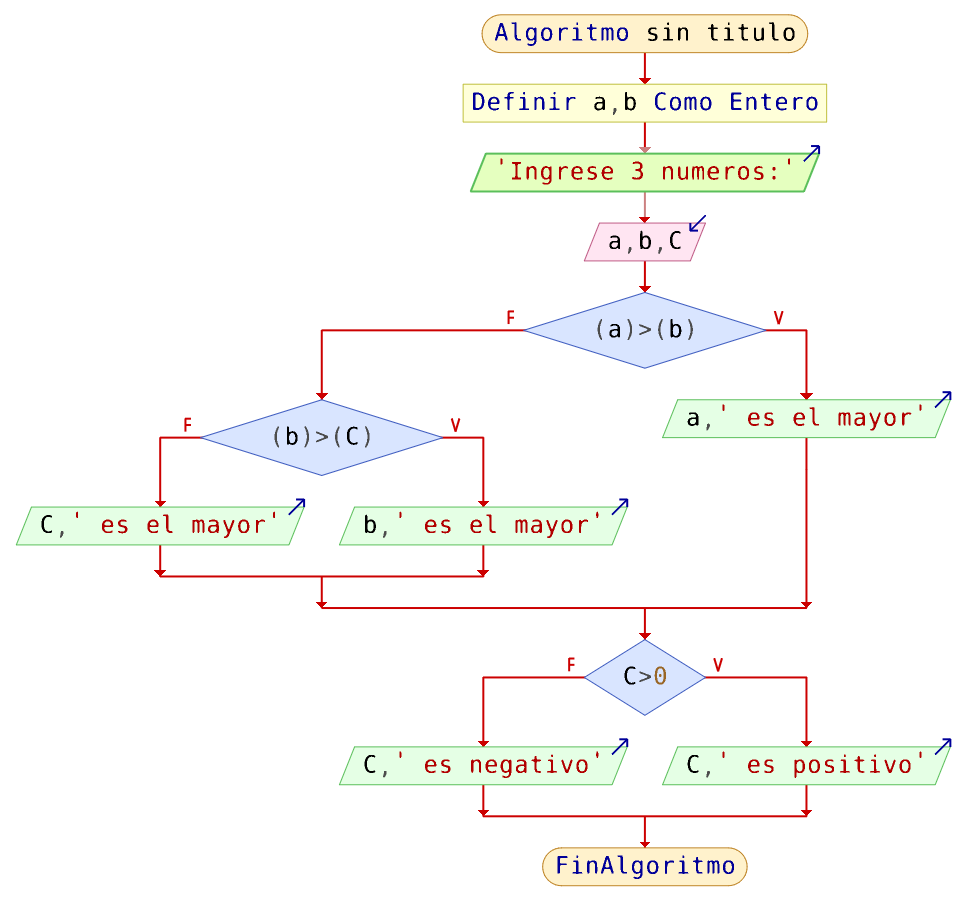 Algoritmo sin titulo
Definir a,b Como Entero
'Ingrese 3 numeros:'
a,b,C
F
V
(a)>(b)
a,' es el mayor'
F
V
(b)>(C)
C,' es el mayor'
b,' es el mayor'
F
V
C>0
C,' es negativo'
C,' es positivo'
FinAlgoritmo